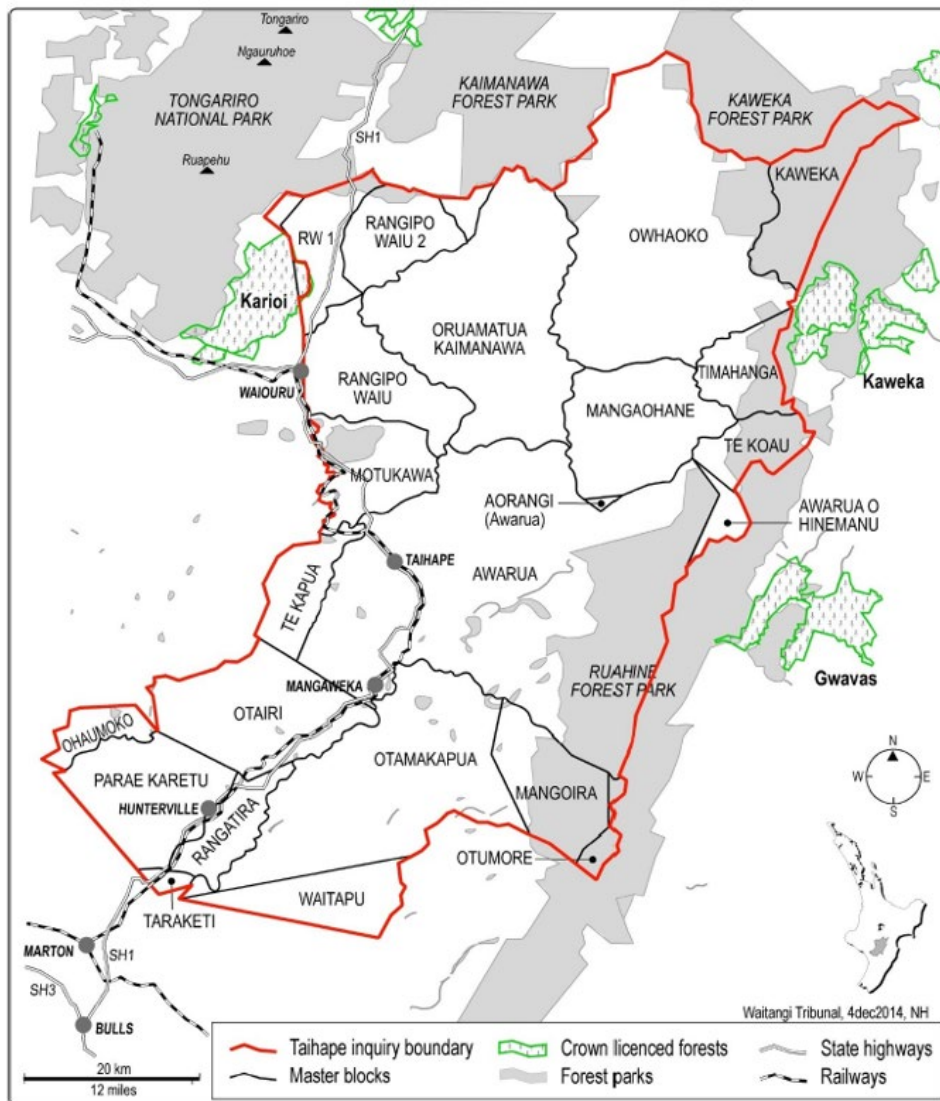 Tongariro
Ngauruhoe
TONGARIRO
NATIONAL PARK
Ruapehu
SH1
KAIMANAWA
FOREST PARK
KAWEKA
FOREST PARK
KAWEKA
RW 1
RANGIPO
WAIU 2
OWHAOKO
Karioi
ORUAMATUA
KAIMANAWA
WAIOURU
RANGIPO
WAIU
TIMAHANGA
Kaweka
MANGAOHANE
TE KOAU
MOTUKAWA
AORANGI
(Awarua)
AWARUA O
HINEMANU
TAIHAPE
AWARUA
TE KAPUA
Gwavas
RUAHINE
FOREST PARK
MANGAWEKA
OTAIRI
OHAUMOKO
OTAMAKAPUA
PARAE KARETU
MANGOIRA
HUNTERVILLE
RANGATIRA
OTUMORE
WAITAPU
TARAKETI
N
W
E
S
MARTON
SH1
SH3
BULLS
Waitangi Tribunal, 4dec2014, NH
20 km
12 miles
Taihape inquiry boundary
Master blocks
Crown licenced forests
Forest parks
State highways
Railways